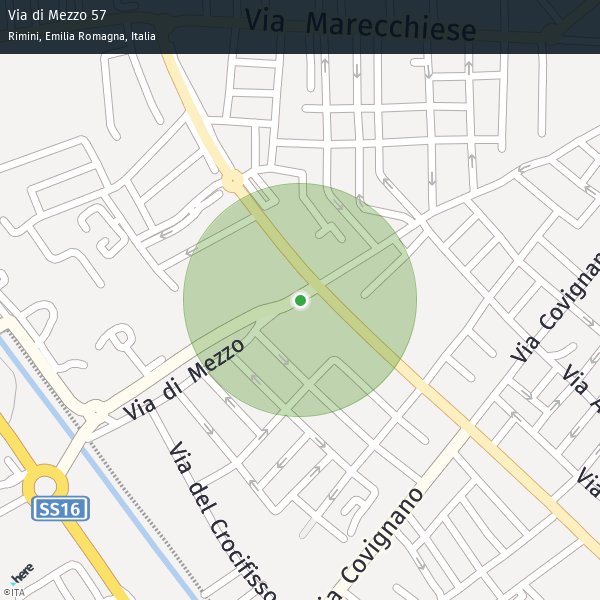 Via di Mezzo 57
Rimini, Emilia Romagna, Italia
Via Marecchiese
Via Covignano
Via di Mezzo
Via A
Via
Via del Crocifisso
SS16
Via Covignano
here
©ITA